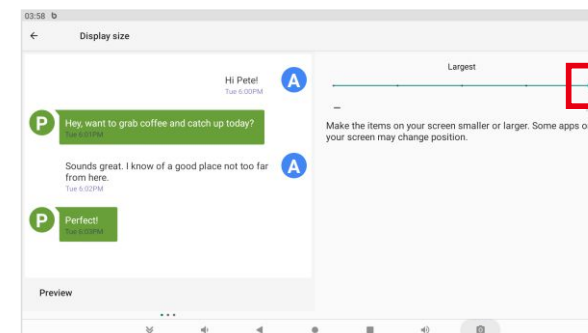 03:58 b
← Display size
Hi Pete!
Tue 6:00PM
A
P
Hey, want to grab coffee and catch up today?
Tue 6:01PM
Sounds great. I know of a good place not too far
from here.
Tue 6:02PM
A
P
Perfect!
Tue 6:03PM
Preview
Largest
Make the items on your screen smaller or larger. Some apps o
your screen may change position.